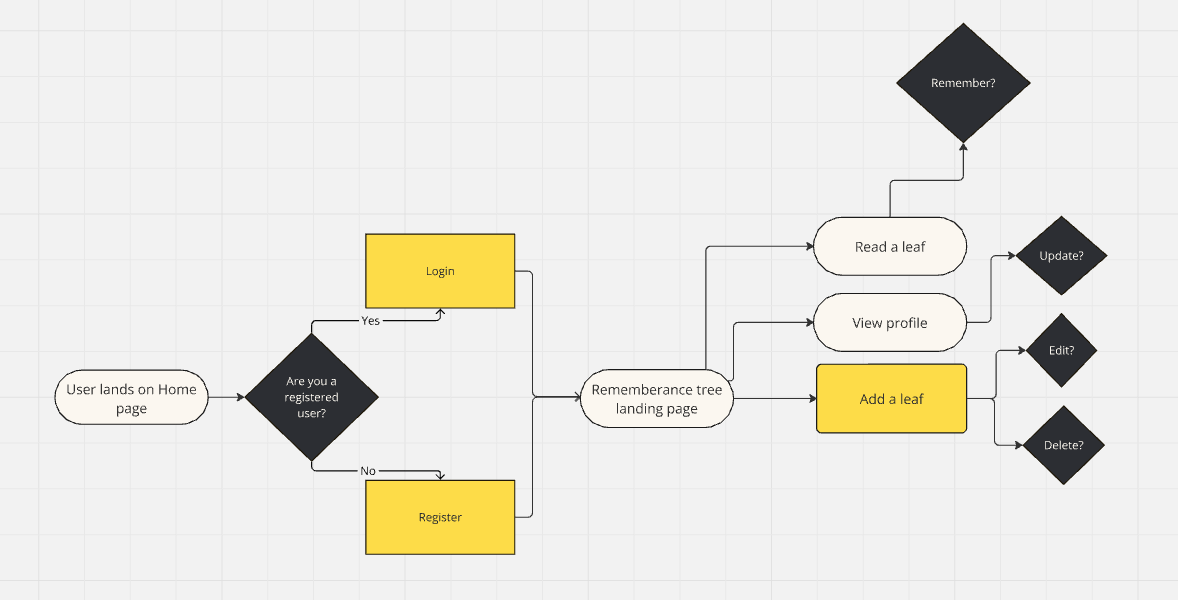 Remember?
Read a leaf
Update?
Login
Yes
View profile
Edit?
User lands on Home
page
Are you a
registered
user?
Rememberance tree
landing page
Add a leaf
Delete?
No
Register